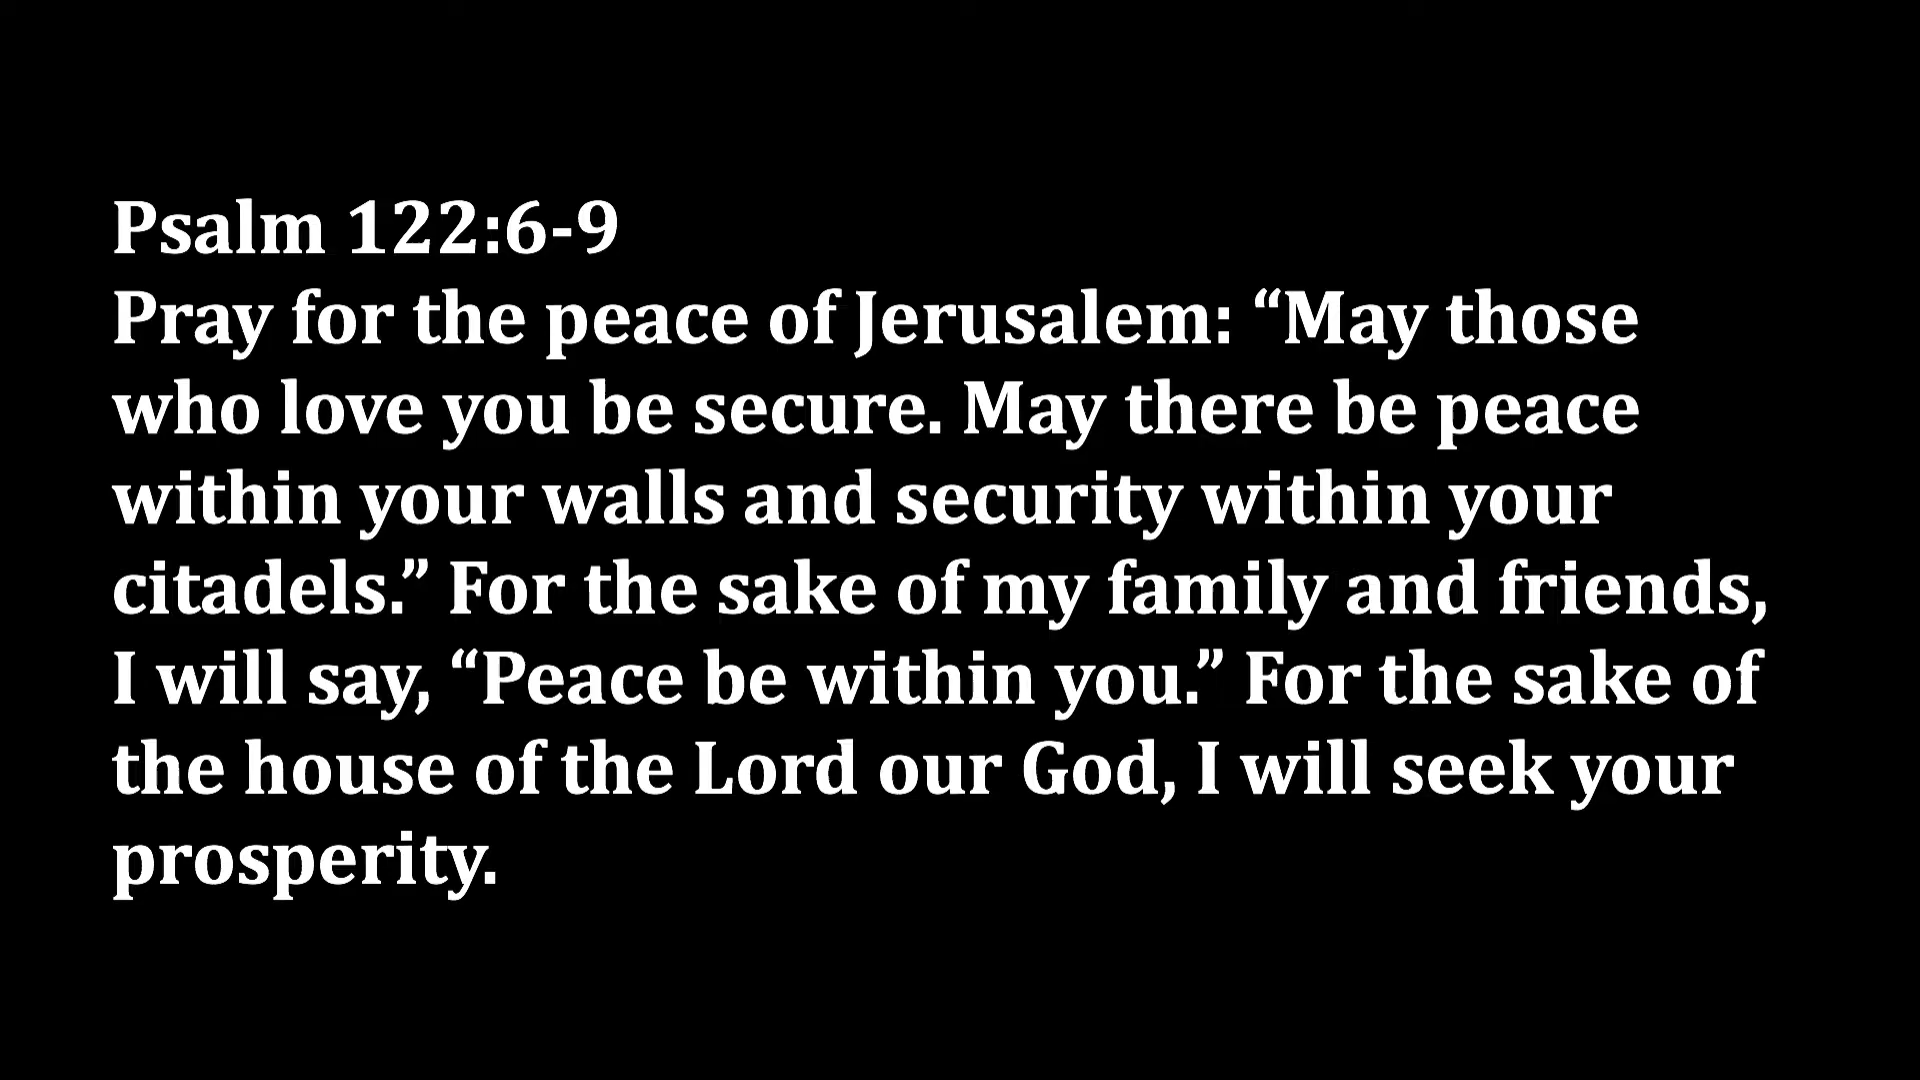 Psalm 122:6-9
Pray for the peace of Jerusalem: “May those
who love you be secure. May there be peace
within your walls and security within your
citadels.” For the sake of my family and friends,
I will say, “Peace be within you.” For the sake of
the house of the Lord our God, I will seek your
prosperity.